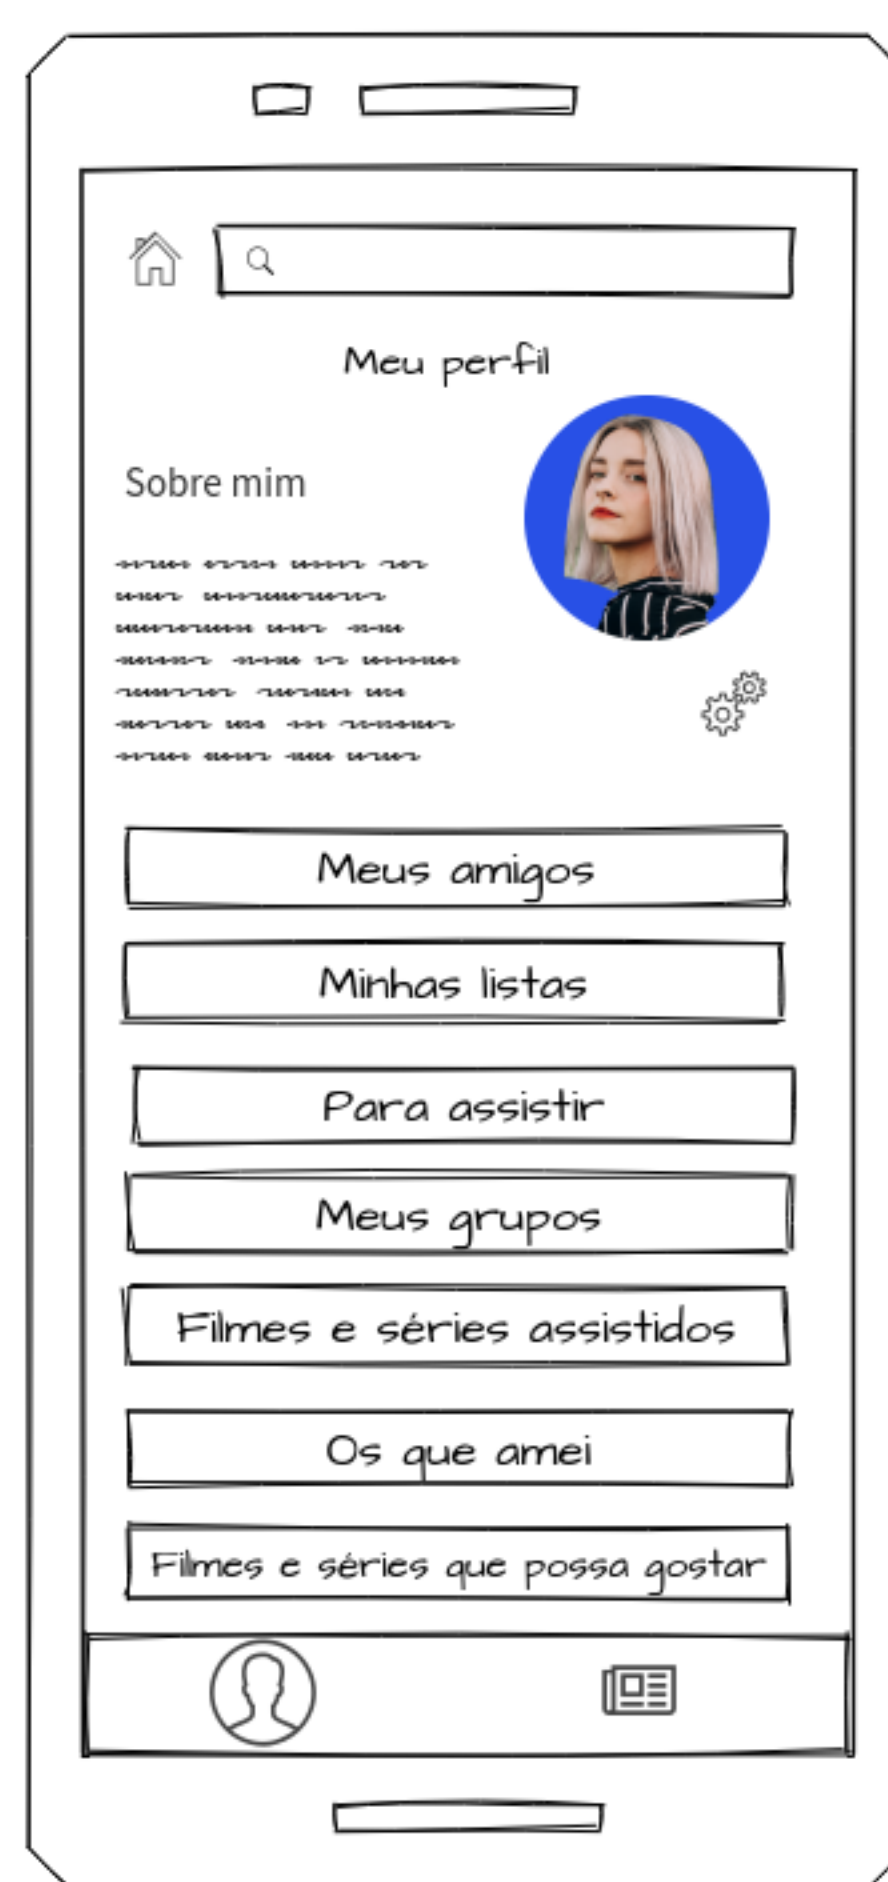 Meu perfil
Sobre mim
Meus amigos
Minhas listas
Para assistir
Meus grupos
Filmes e séries assistidos
Os que amei
Filmes e séries que possa gostar